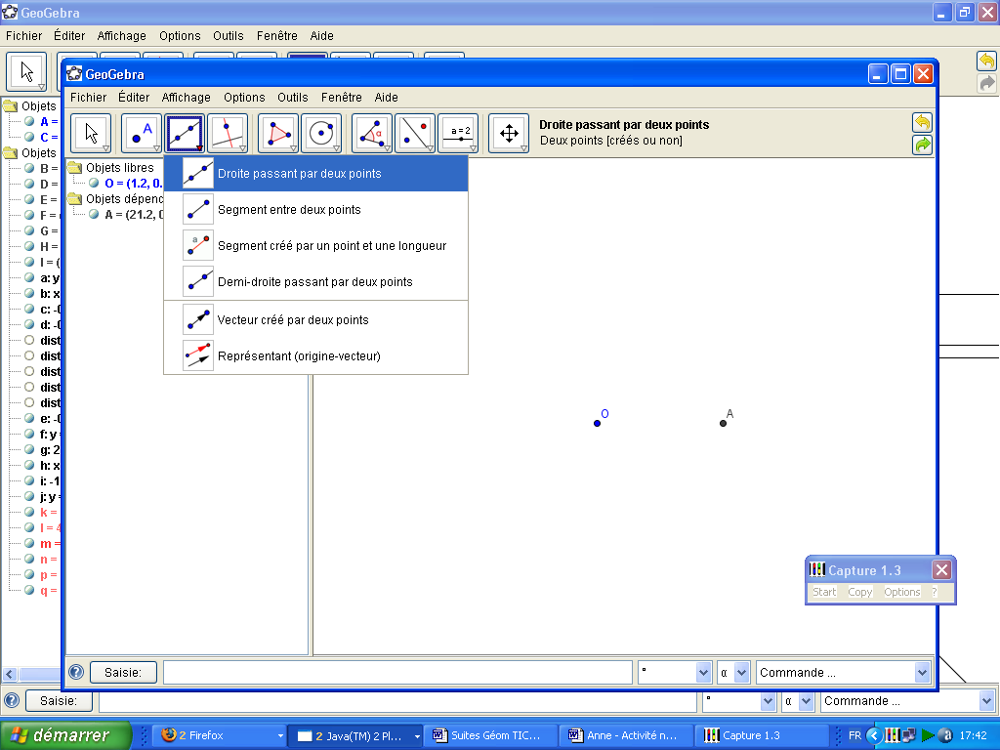 GeoGebra
Fichier Éditer Affichage Options Outils Fenêtre Aide
Objets
A =
C =
Objets
B =
D =
E =
F =
G =
H =
I = (
a: y
b: x
c: -0
d: -0
dist
dist
dist
dist
dist
e: -0
f: y =
g: 2
h: x
i: -1
j: y =
k =
l = 4
m =
n =
p =
q =
GeoGebra
Fichier Éditer Affichage Options Outils Fenêtre Aide
A
α
a = 2
Droite passant par deux points
Deux points [créés ou non]
Objets libres
O = (1.2, 0.
Objets dépend
A = (21.2, 0
Droite passant par deux points
Segment entre deux points
a
Segment créé par un point et une longueur
Demi-droite passant par deux points
Vecteur créé par deux points
Représentant (origine-vecteur)
O
A
Capture 1.3
Start Copy Options ?
? Saisie: ° α Commande ...
? Saisie: ° α Commande ...
démarrer
2 Firefox
2 Java(TM) 2 Pl...
Suites Géom TIC...
Anne - Activité n...
Capture 1.3
FR
17:42